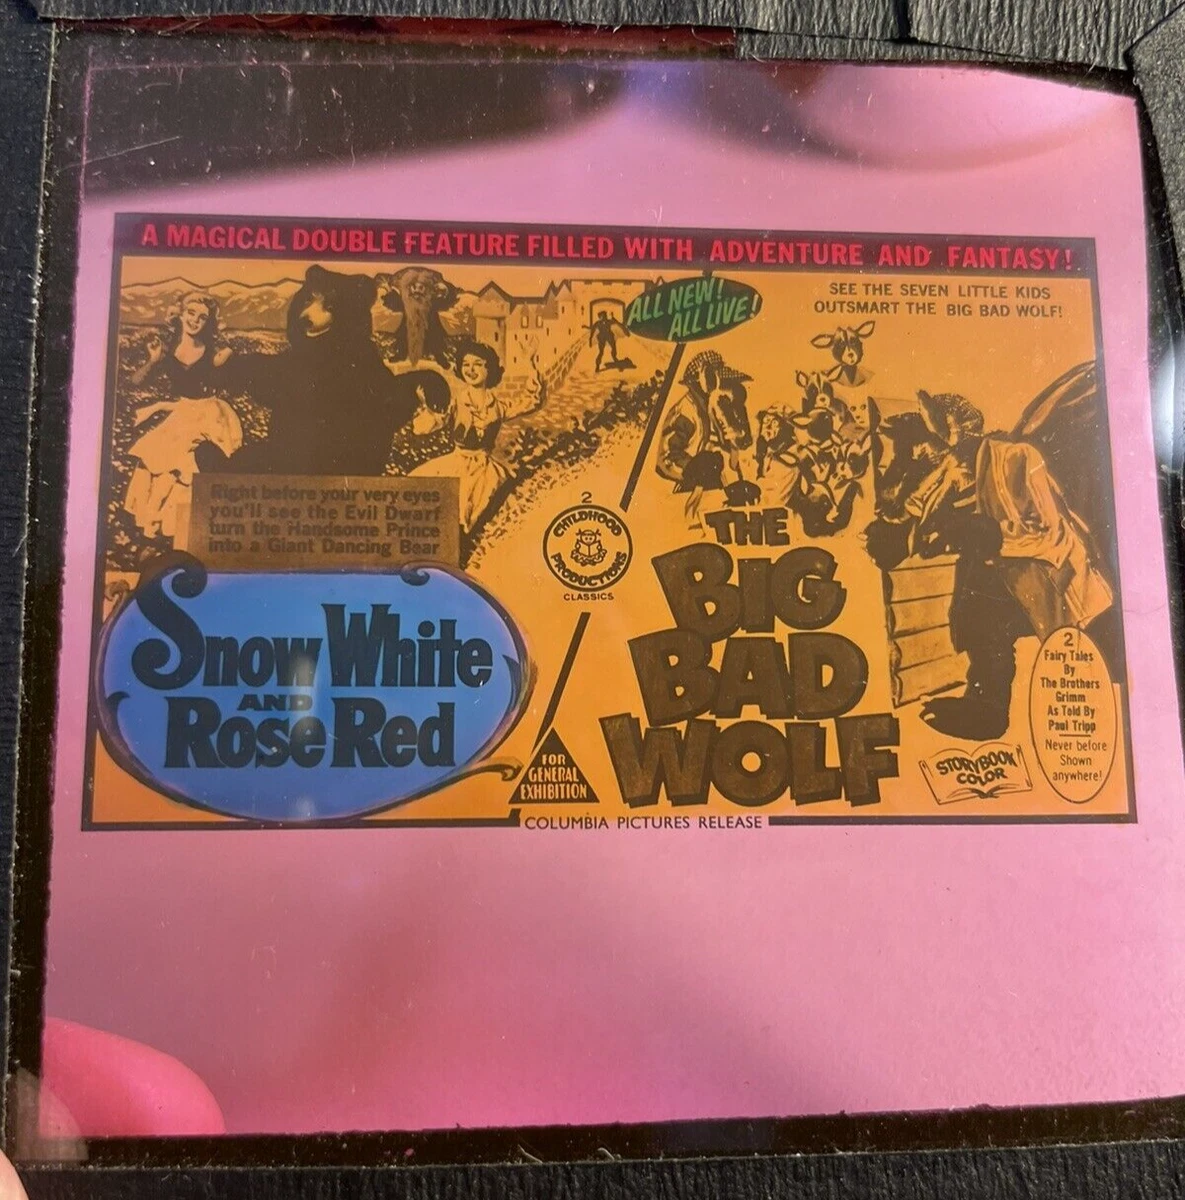 A MAGICAL DOUBLE FEATURE FILLED WITH ADVENTURE AND FANTASY!
ALL NEW!
ALL LIVE!
SEE THE SEVEN LITTLE KIDS
OUTSMART THE BIG BAD WOLF!
Right before your very eyes
you'll see the Evil Dwarf
turn the Handsome Prince
into a Giant Dancing Bear
Snow White
AND
Rose Red
2
CHILDHOOD
PRODUCTIONS
CLASSICS
THE
BIG
BAD
WOLF
FOR
GENERAL
EXHIBITION
STORYBOOK
COLOR
2
Fairy Tales
By
The Brothers
Grimm
As Told By
Paul Tripp
Never before
Shown
anywhere!
COLUMBIA PICTURES RELEASE